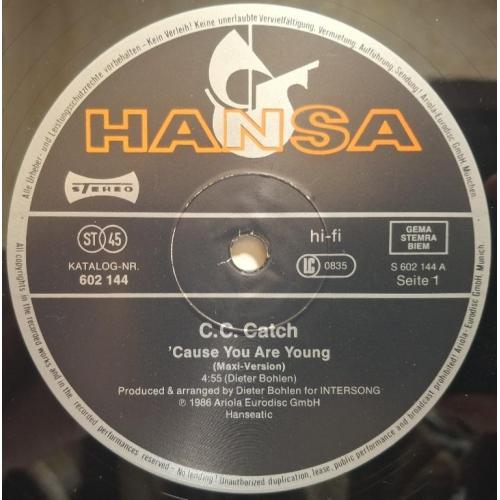 Alle Urheber- und Leistungsschutzrechte vorbehalten - Kein Verleih! Keine unerlaubte Vervielfältigung, Vermietung, Aufführung, Sendung! Ariola-Eurodisc GmbH, München.
HANSA
STEREO
ST 45
hi-fi
LC 0835
GEMA
STEMRA
BIEM
KATALOG-NR.
602 144
S 602 144 A
Seite 1
C.C. Catch
'Cause You Are Young
(Maxi-Version)
4:55 (Dieter Bohlen)
Produced & arranged by Dieter Bohlen for INTERSONG
℗ 1986 Ariola Eurodisc GmbH
Hanseatic
All copyrights in the recorded works and in the recorded performances reserved — No lending! Unauthorized duplication, lease, public performance and broadcast prohibited! Ariola-Eurodisc GmbH, Munich.